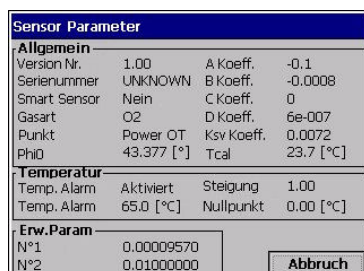 Sensor Parameter
Allgemein
Version Nr. 1.00 A Koeff. -0.1
Serienummer UNKNOWN B Koeff. -0.0008
Smart Sensor Nein C Koeff. 0
Gasart O2 D Koeff. 6e-007
Punkt Power OT Ksv Koeff. 0.0072
Phi0 43.377 [°] Tcal 23.7 [°C]
Temperatur
Temp. Alarm Aktiviert Steigung 1.00
Temp. Alarm 65.0 [°C] Nullpunkt 0.00 [°C]
Erw.Param
N°1 0.00009570
N°2 0.01000000
Abbruch